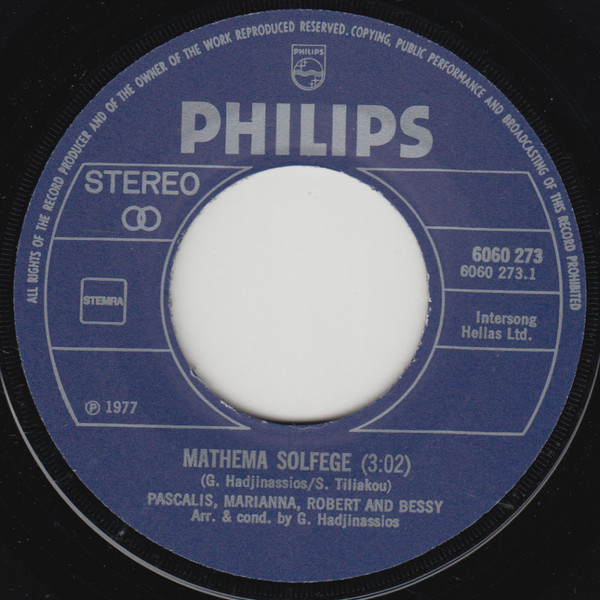 ALL RIGHTS OF THE RECORD PRODUCER AND OF THE OWNER OF THE WORK REPRODUCED RESERVED. COPYING, PUBLIC PERFORMANCE AND BROADCASTING OF THIS RECORD PROHIBITED
PHILIPS
PHILIPS
STEREO
6060 273
6060 273.1
STEMRA
Intersong
Hellas Ltd.
℗ 1977
MATHEMA SOLFEGE (3:02)
(G. Hadjinassios/S. Tiliakou)
PASCALIS, MARIANNA, ROBERT AND BESSY
Arr. & cond. by G. Hadjinassios